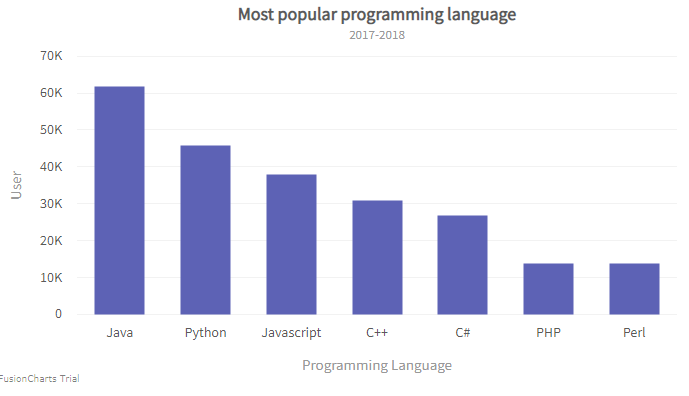 Most popular programming language
2017-2018
70K
60K
50K
40K
30K
20K
10K
0
User
Java Python Javascript C++ C# PHP Perl
Programming Language
FusionCharts Trial